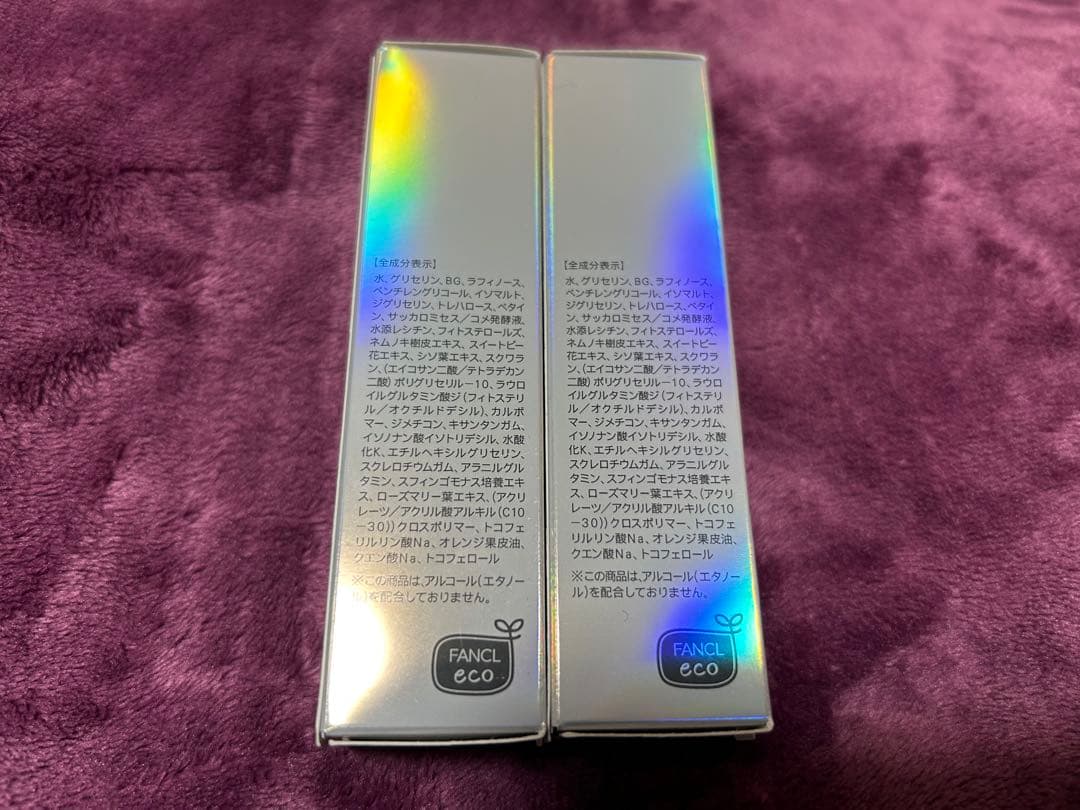 【全成分表示】
水、グリセリン、BG、ラフィノース、
ペンチレングリコール、イソマルト、
ジグリセリン、トレハロース、ベタイ
ン、サッカロミセス／コメ発酵液、
水添レシチン、フィトステロールズ、
ネムノキ樹皮エキス、スイートピー
花エキス、シソ葉エキス、スクワラ
ン、(エイコサン二酸／テトラデカン
二酸)ポリグリセリル－10、ラウロ
イルグルタミン酸ジ(フィトステリ
ル／オクチルドデシル)、カルボ
マー、ジメチコン、キサンタンガム、
イソノナン酸イソトリデシル、水酸
化K、エチルヘキシルグリセリン、
スクレロチウムガム、アラニルグル
タミン、スフィンゴモナス培養エキ
ス、ローズマリー葉エキス、(アクリ
レーツ／アクリル酸アルキル(C10
－30))クロスポリマー、トコフェ
リルリン酸Na、オレンジ果皮油、
クエン酸Na、トコフェロール
※この商品は、アルコール(エタノー
ル)を配合しておりません。
FANCL
eco
【全成分表示】
水、グリセリン、BG、ラフィノース、
ペンチレングリコール、イソマルト、
ジグリセリン、トレハロース、ベタイ
ン、サッカロミセス／コメ発酵液、
水添レシチン、フィトステロールズ、
ネムノキ樹皮エキス、スイートピー
花エキス、シソ葉エキス、スクワラ
ン、(エイコサン二酸／テトラデカン
二酸)ポリグリセリル－10、ラウロ
イルグルタミン酸ジ(フィトステリ
ル／オクチルドデシル)、カルボ
マー、ジメチコン、キサンタンガム、
イソノナン酸イソトリデシル、水酸
化K、エチルヘキシルグリセリン、
スクレロチウムガム、アラニルグル
タミン、スフィンゴモナス培養エキ
ス、ローズマリー葉エキス、(アクリ
レーツ／アクリル酸アルキル(C10
－30))クロスポリマー、トコフェ
リルリン酸Na、オレンジ果皮油、
クエン酸Na、トコフェロール
※この商品は、アルコール(エタノー
ル)を配合しておりません。
FANCL
eco